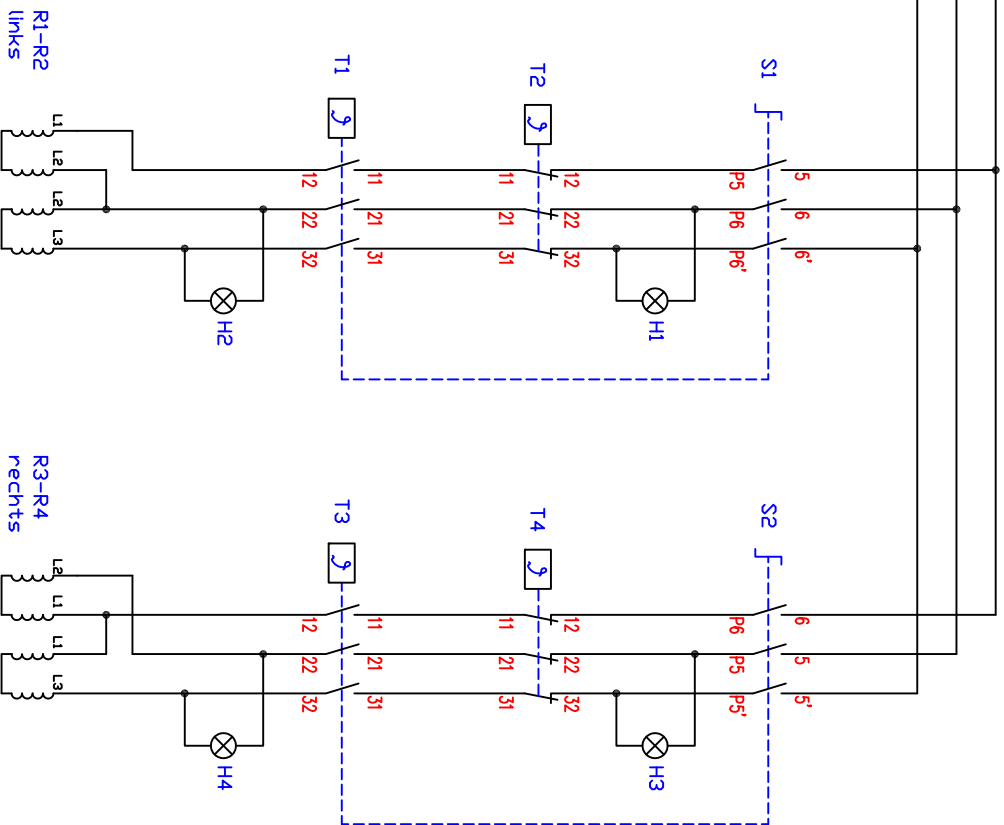 R1-R2
links
T1
T2
S1
L1
L2
L2
L3
12
11
11
12
P5
5
22
21
21
22
P6
6
32
31
31
32
P6'
6'
H2
H1
R3-R4
rechts
T3
T4
S2
L2
L1
L1
L3
12
11
11
12
P6
6
22
21
21
22
P5
5
32
31
31
32
P5'
5'
H4
H3